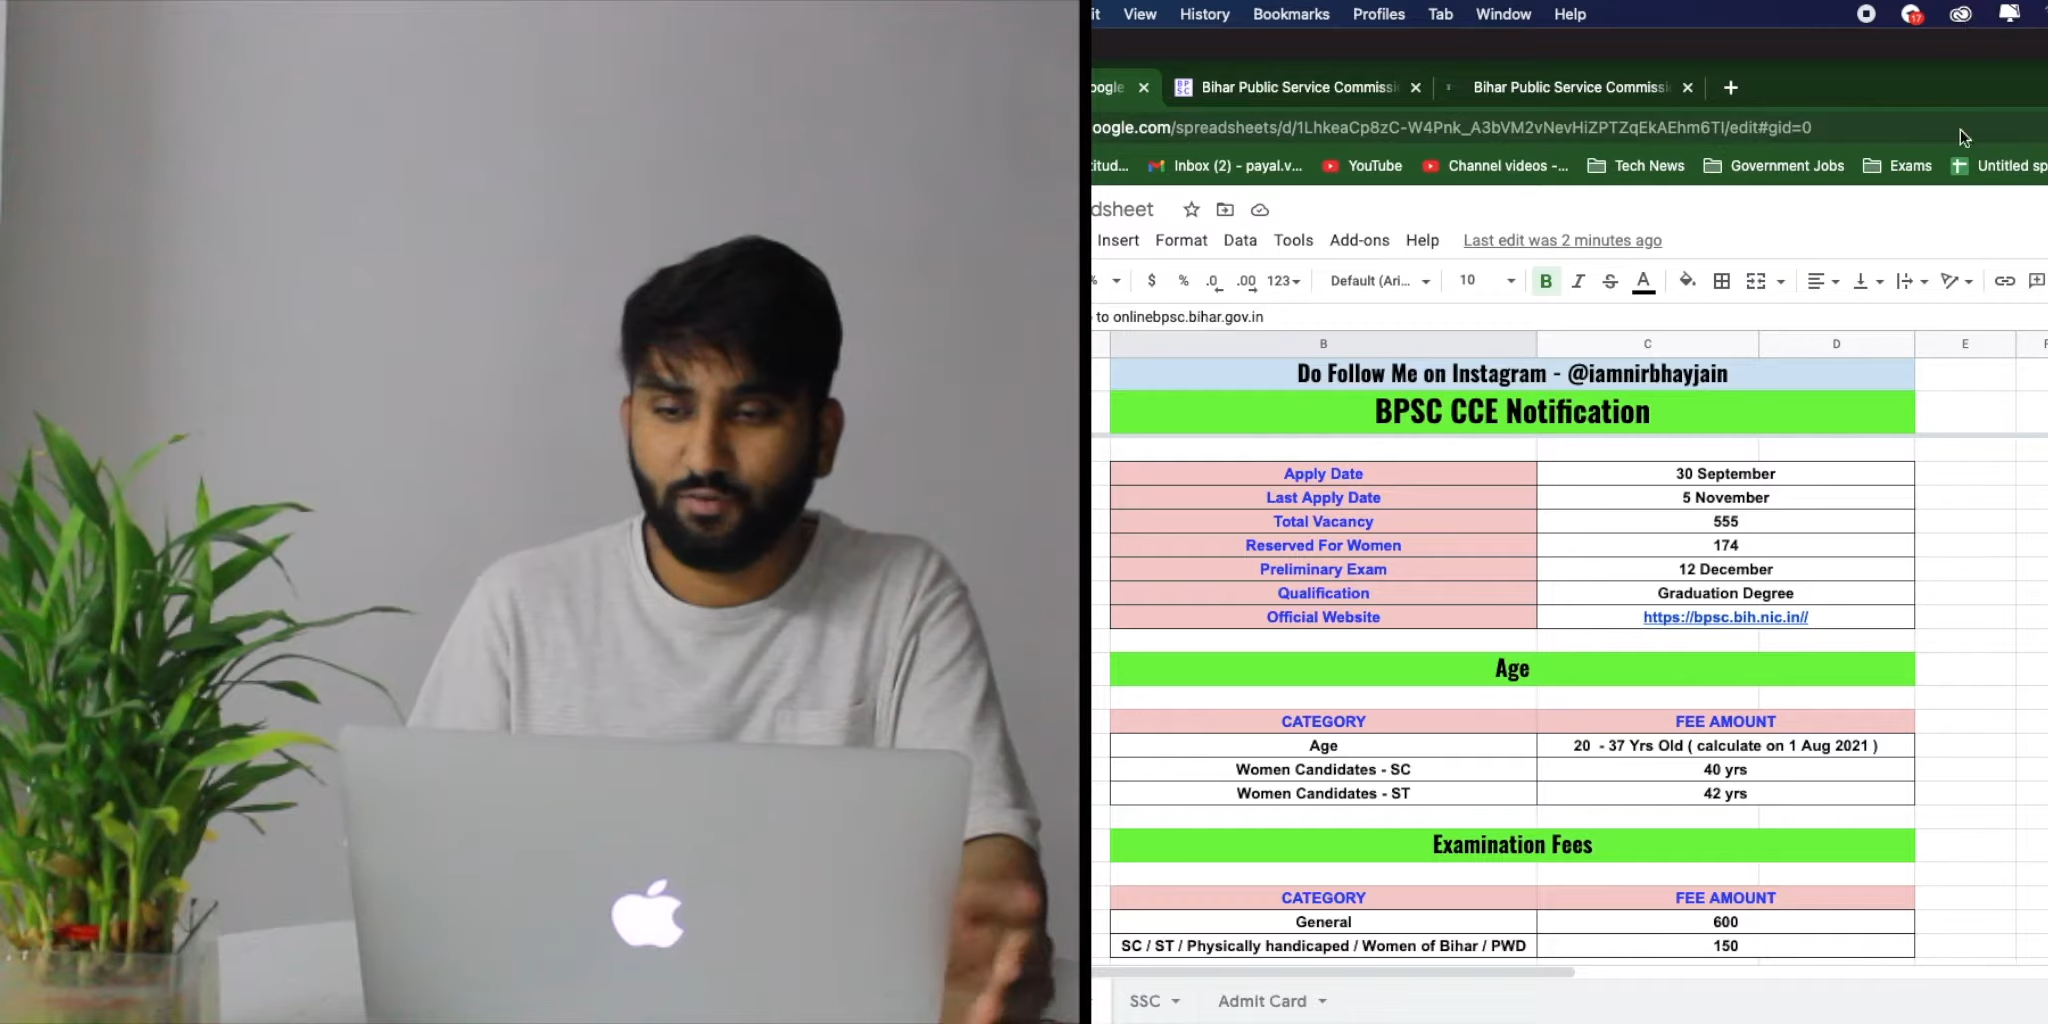 it View History Bookmarks Profiles Tab Window Help 17
oogle × BPSC Bihar Public Service Commissi × Bihar Public Service Commissi × +
oogle.com/spreadsheets/d/1LhkeaCp8zC-W4Pnk_A3bVM2vNevHiZPTZqEkAEhm6TI/edit#gid=0
titud... Inbox (2) - payal.v... YouTube Channel videos -... Tech News Government Jobs Exams Untitled sp
dsheet
Insert Format Data Tools Add-ons Help Last edit was 2 minutes ago
% $ % .0 .00 123 Default (Ari... 10 B I S A
to onlinebpsc.bihar.gov.in
B C D E F
Do Follow Me on Instagram - @iamnirbhayjain
BPSC CCE Notification
Apply Date 30 September
Last Apply Date 5 November
Total Vacancy 555
Reserved For Women 174
Preliminary Exam 12 December
Qualification Graduation Degree
Official Website https://bpsc.bih.nic.in//
Age
CATEGORY FEE AMOUNT
Age 20 - 37 Yrs Old ( calculate on 1 Aug 2021 )
Women Candidates - SC 40 yrs
Women Candidates - ST 42 yrs
Examination Fees
CATEGORY FEE AMOUNT
General 600
SC / ST / Physically handicaped / Women of Bihar / PWD 150
SSC Admit Card